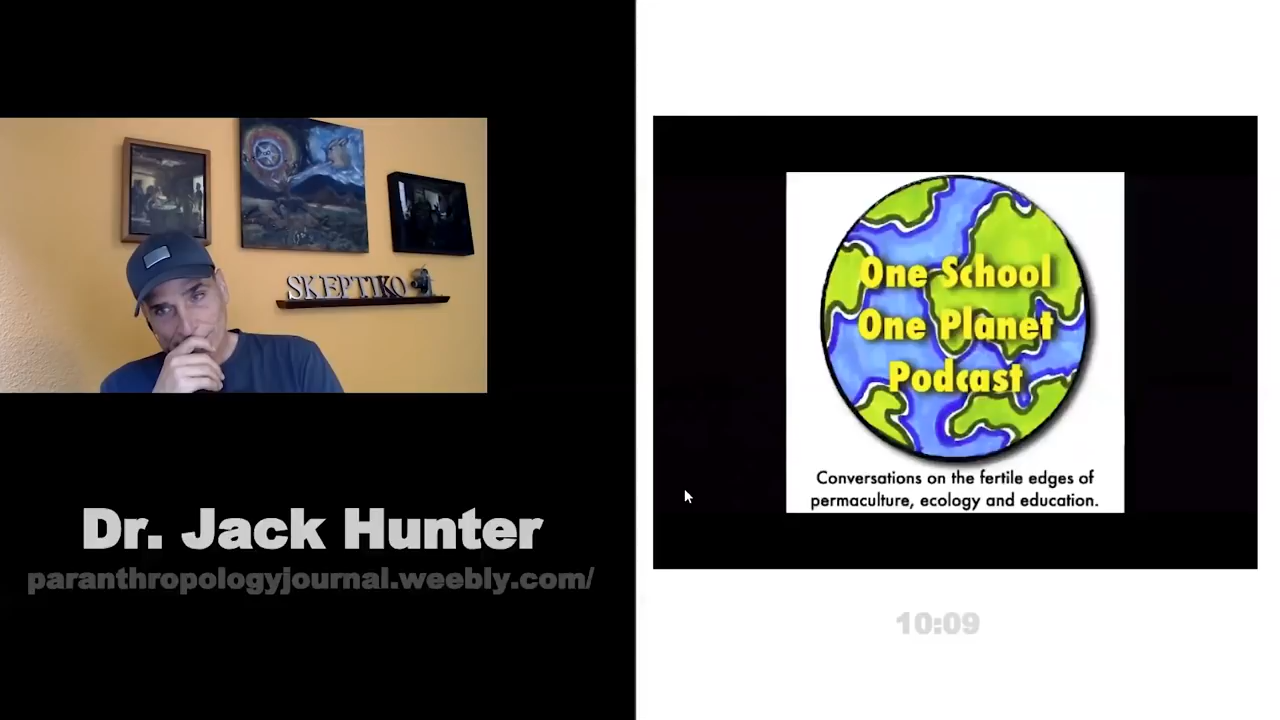 SKEPTIKO
Dr. Jack Hunter
paranthropologyjournal.weebly.com/
One School
One Planet
Podcast
Conversations on the fertile edges of
permaculture, ecology and education.
10:09